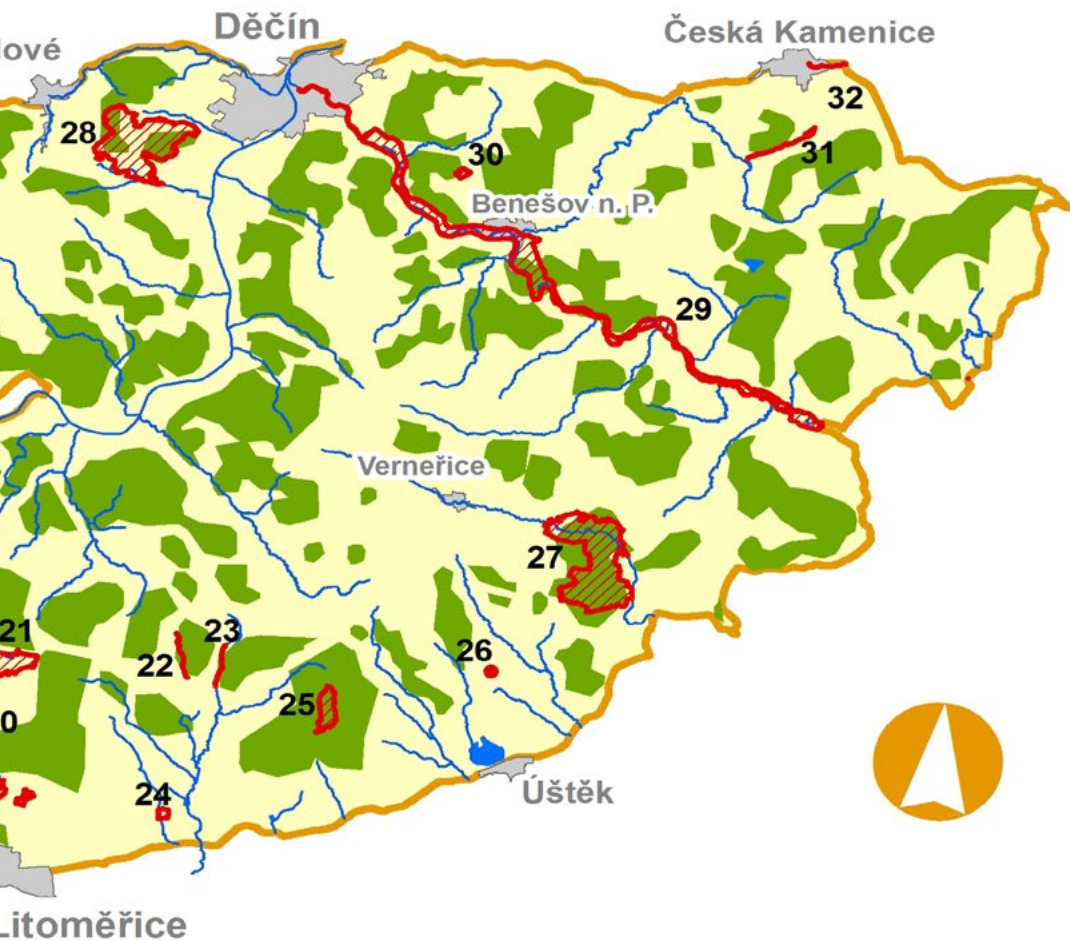 Děčín
Česká Kamenice
lové
32
28
30
31
Benešov n. P.
29
Verneřice
27
21
23
22
26
25
0
24
Úštěk
Litoměřice